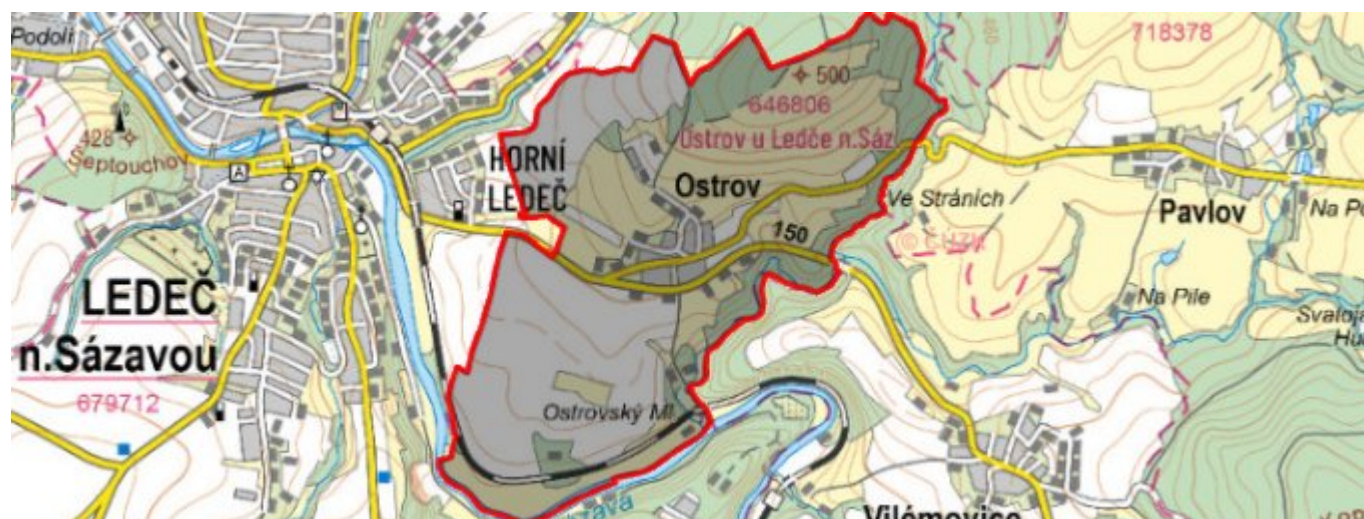 Podolí
718378
500
646806
Ostrov u Ledče n.Sáz
428
Šeptouchov
A
HORNÍ
LEDEČ
Ostrov
Ve Stráních
Pavlov
150
© ČÚZK
LEDEČ
n.Sázavou
679712
Na Pile
Ostrovský Ml.
Vilémovice